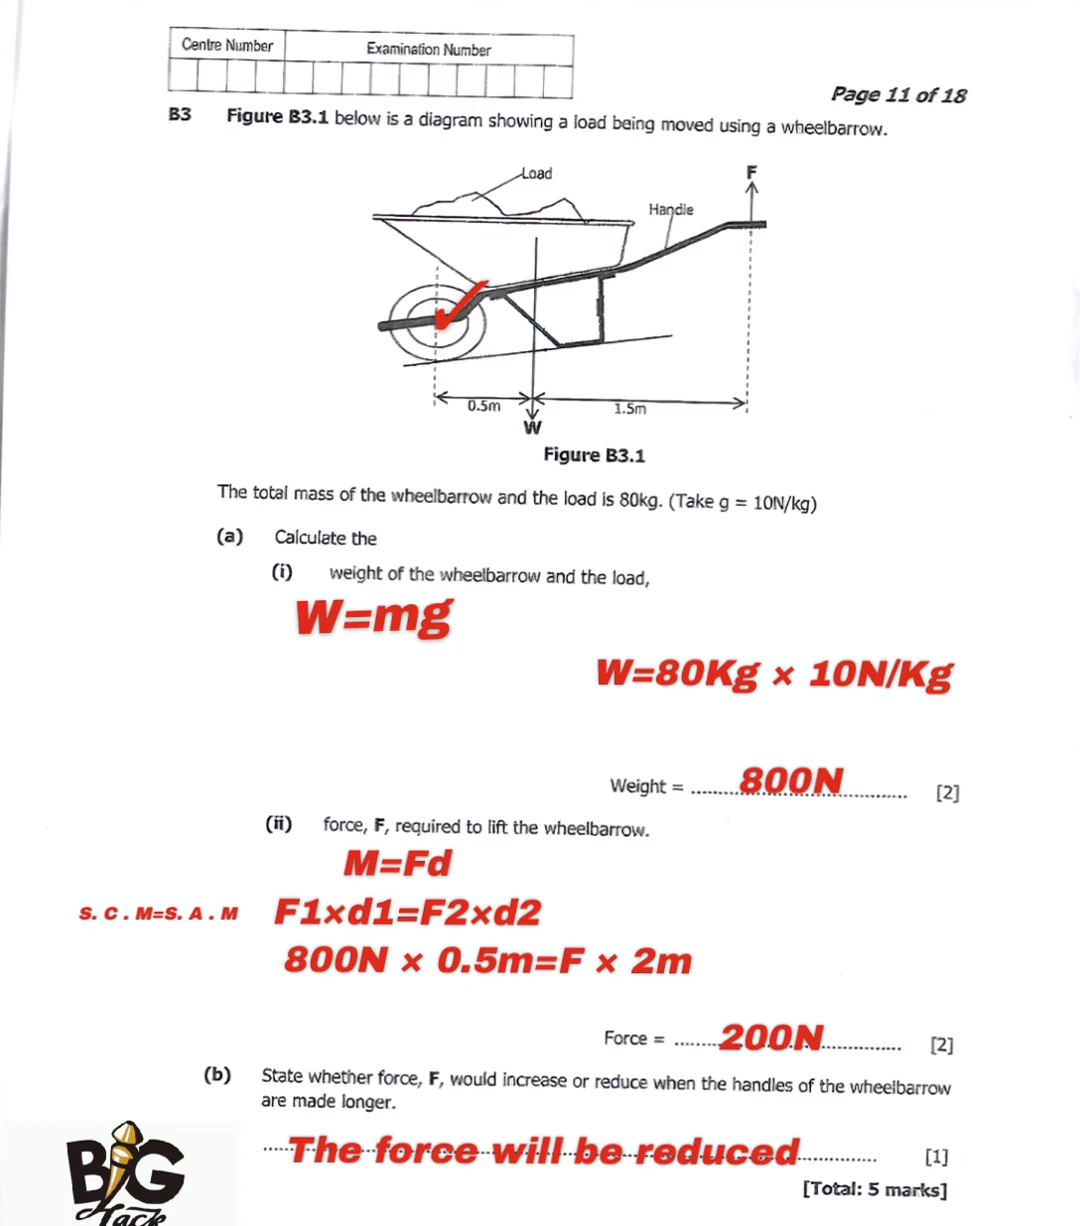 Centre Number Examination Number
Page 11 of 18
B3 Figure B3.1 below is a diagram showing a load being moved using a wheelbarrow.
Load
F
Handle
0.5m
1.5m
W
Figure B3.1
The total mass of the wheelbarrow and the load is 80kg. (Take g = 10N/kg)
(a) Calculate the
(i) weight of the wheelbarrow and the load,
W=mg
W=80Kg × 10N/Kg
Weight = ........800N............... [2]
(ii) force, F, required to lift the wheelbarrow.
M=Fd
S. C . M=S. A . M F1×d1=F2×d2
800N × 0.5m=F × 2m
Force = ........200N............... [2]
(b) State whether force, F, would increase or reduce when the handles of the wheelbarrow
are made longer.
.....The force will be reduced............... [1]
[Total: 5 marks]
BIG
Jack